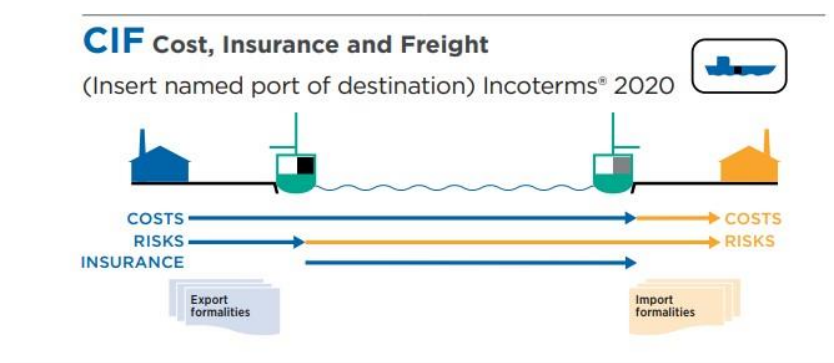 CIF Cost, Insurance and Freight
(Insert named port of destination) Incoterms® 2020
COSTS COSTS
RISKS RISKS
INSURANCE
Export
formalities
Import
formalities